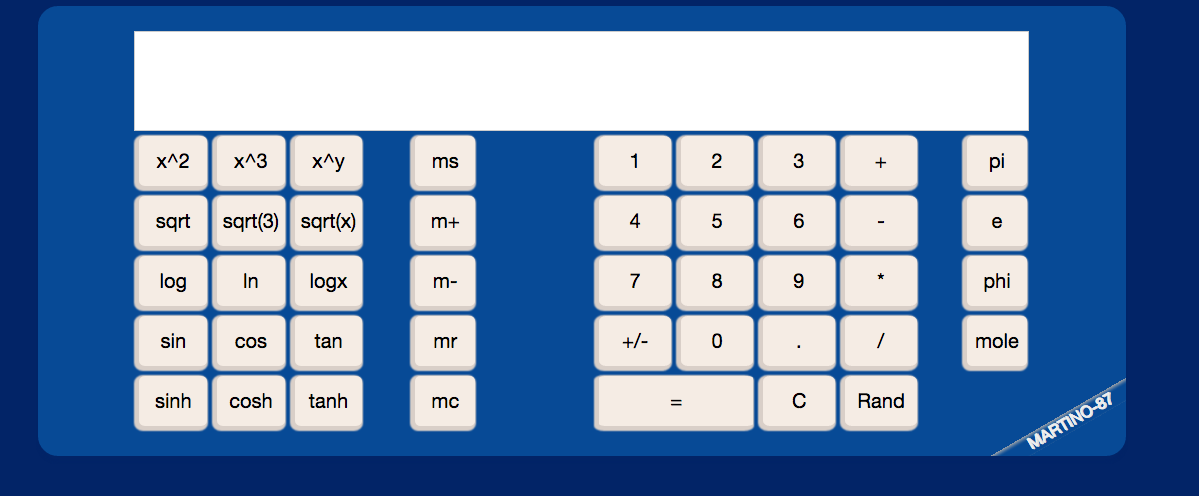 x^2 x^3 x^y ms 1 2 3 + pi
sqrt sqrt(3) sqrt(x) m+ 4 5 6 - e
log ln logx m- 7 8 9 * phi
sin cos tan mr +/- 0 . / mole
sinh cosh tanh mc = C Rand
MARTINO-87